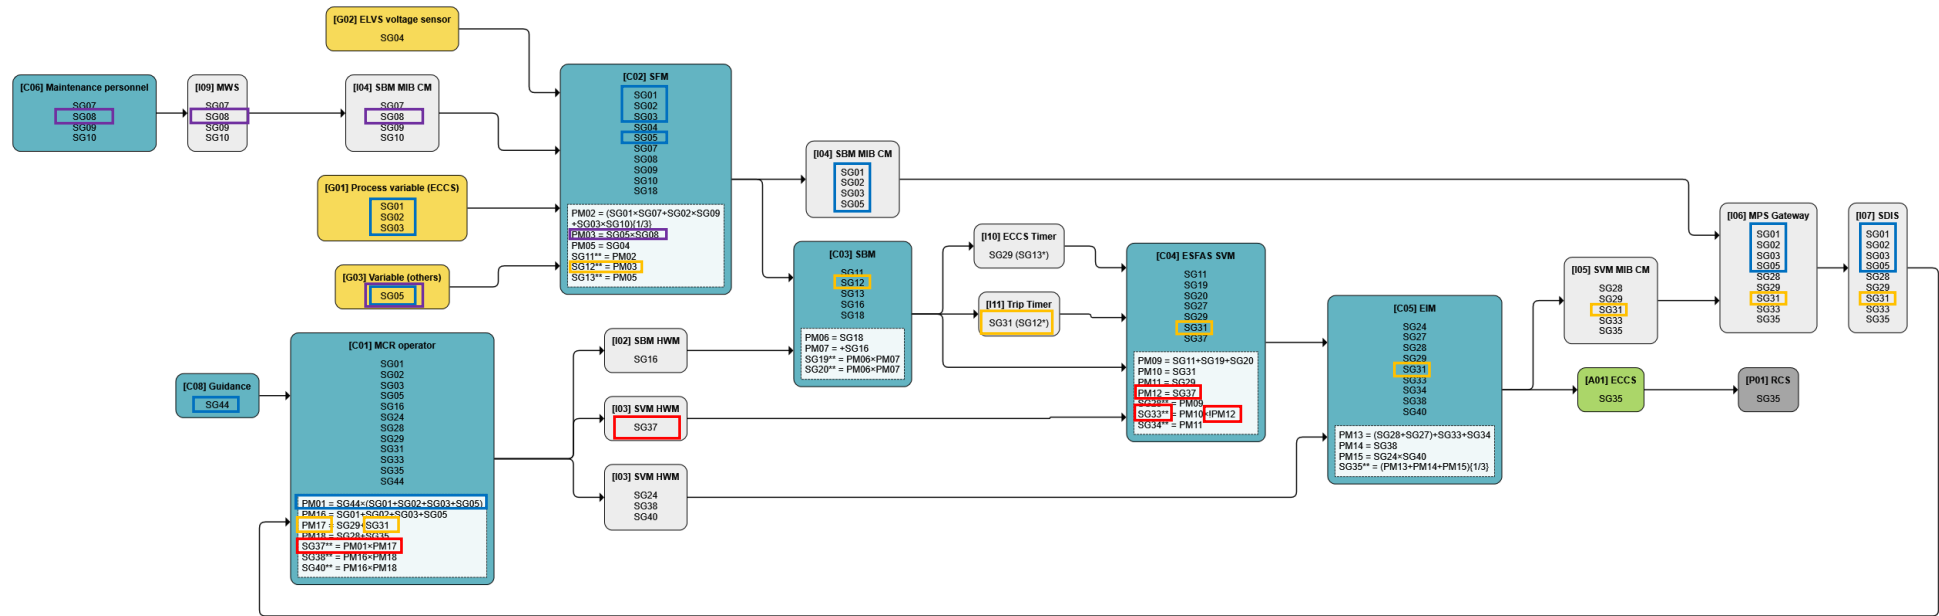 [G02] ELVS voltage sensor
SG04
[C06] Maintenance personnel
SG07
SG08
SG09
SG10
[I09] MWS
SG07
SG08
SG09
SG10
[I04] SBM MIB CM
SG07
SG08
SG09
SG10
[G01] Process variable (ECCS)
SG01
SG02
SG03
[G03] Variable (others)
SG05
[C02] SFM
SG01
SG02
SG03
SG04
SG05
SG07
SG08
SG09
SG10
SG18
PM02 = (SG01×SG07+SG02×SG09
+SG03×SG10){1/3}
PM03 = SG05×SG08
PM05 = SG04
SG11** = PM02
SG12** = PM03
SG13** = PM05
[I04] SBM MIB CM
SG01
SG02
SG03
SG05
[C03] SBM
SG11
SG12
SG13
SG16
SG18
PM06 = SG18
PM07 = +SG16
SG19** = PM06×PM07
SG20** = PM06×PM07
[I10] ECCS Timer
SG29 (SG13*)
[I11] Trip Timer
SG31 (SG12*)
[C04] ESFAS SVM
SG11
SG19
SG20
SG27
SG29
SG31
SG37
PM09 = SG11+SG19+SG20
PM10 = SG31
PM11 = SG29
PM12 = SG37
SG28** = PM09
SG33** = PM10×!PM12
SG34** = PM11
[C05] EIM
SG24
SG27
SG28
SG29
SG31
SG33
SG34
SG38
SG40
PM13 = (SG28+SG27)+SG33+SG34
PM14 = SG38
PM15 = SG24×SG40
SG35** = (PM13+PM14+PM15){1/3}
[I05] SVM MIB CM
SG28
SG29
SG31
SG33
SG35
[I06] MPS Gateway
SG01
SG02
SG03
SG05
SG28
SG29
SG31
SG33
SG35
[I07] SDIS
SG01
SG02
SG03
SG05
SG28
SG29
SG31
SG33
SG35
[A01] ECCS
SG35
[P01] RCS
SG35
[C08] Guidance
SG44
[C01] MCR operator
SG01
SG02
SG03
SG05
SG16
SG24
SG28
SG29
SG31
SG33
SG35
SG44
PM01 = SG44×(SG01+SG02+SG03+SG05)
PM16 = SG01+SG02+SG03+SG05
PM17 = SG29+SG31
PM18 = SG28+SG35
SG37** = PM01×PM17
SG38** = PM16×PM18
SG40** = PM16×PM18
[I02] SBM HWM
SG16
[I03] SVM HWM
SG37
[I03] SVM HWM
SG24
SG38
SG40